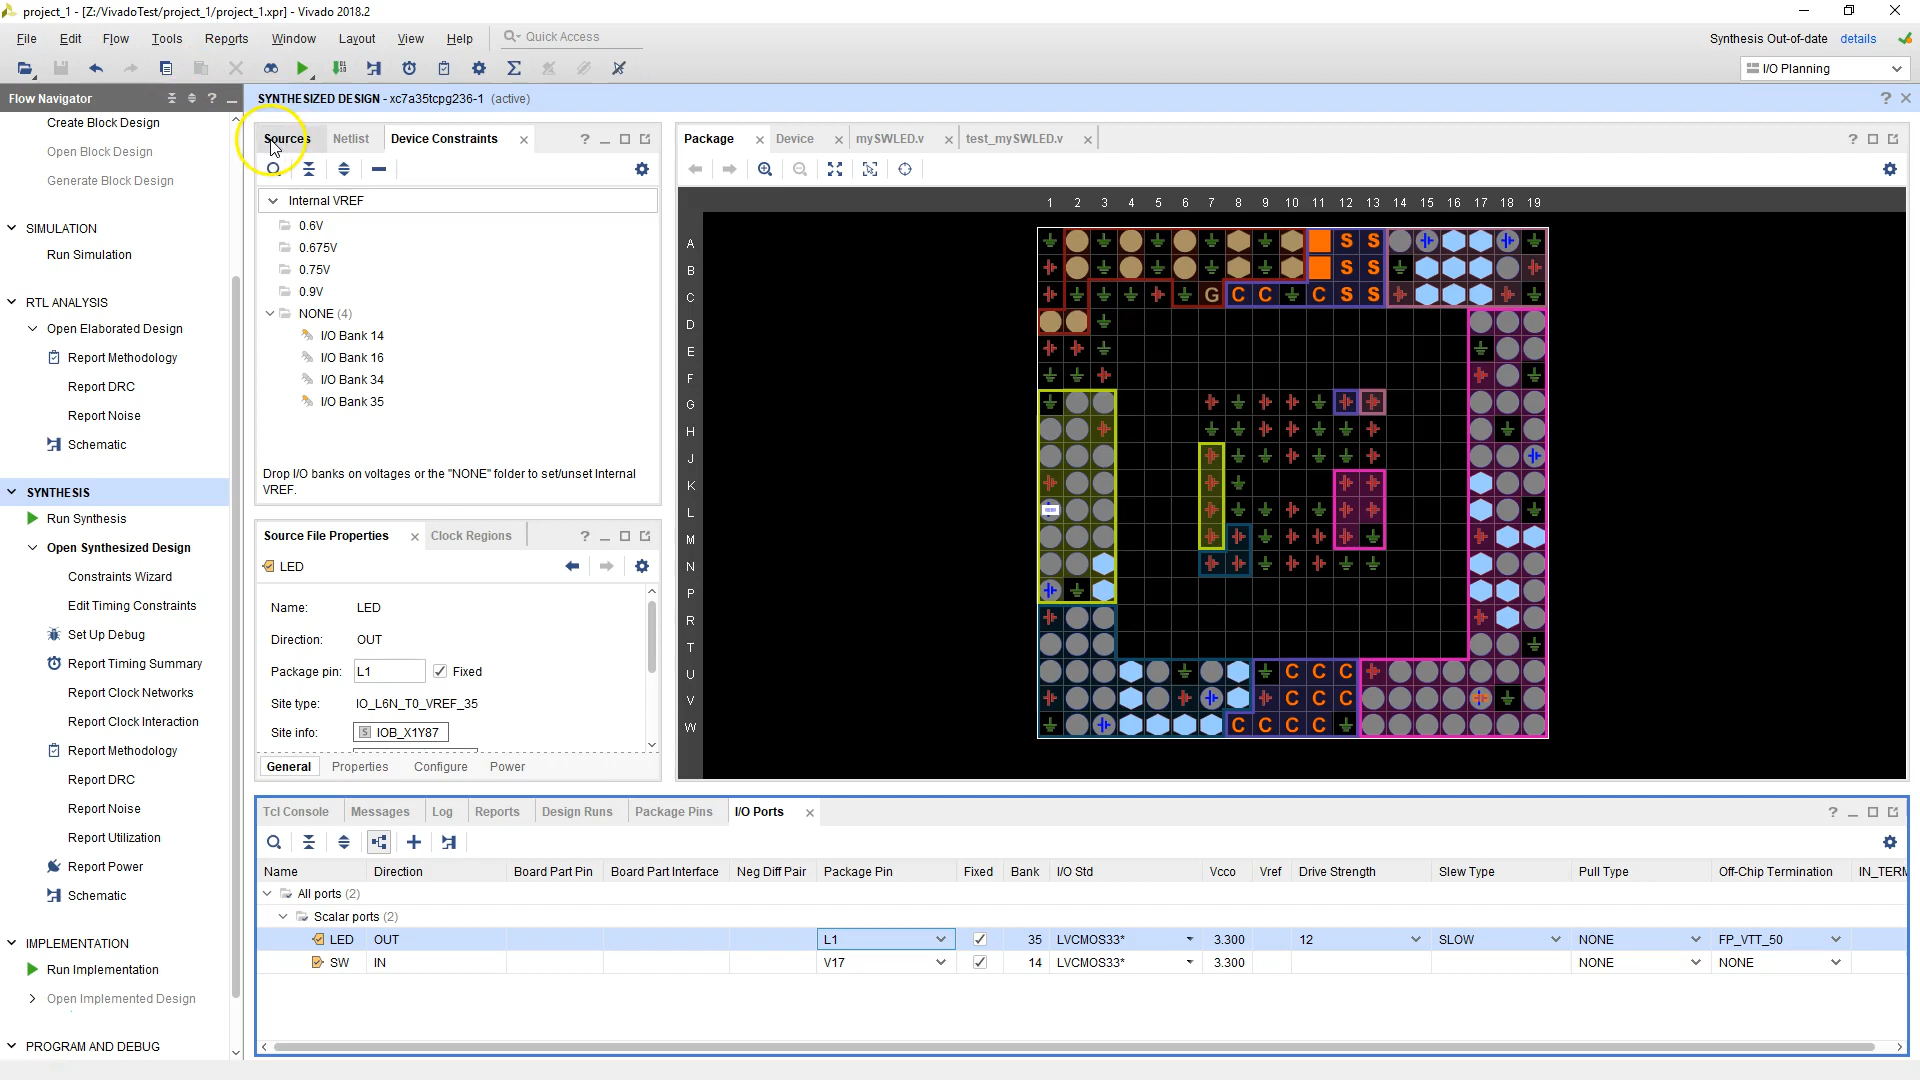 project_1 - [Z:/VivadoTest/project_1/project_1.xpr] - Vivado 2018.2
File Edit Flow Tools Reports Window Layout View Help Quick Access
Synthesis Out-of-date details
I/O Planning
Flow Navigator
SYNTHESIZED DESIGN - xc7a35tcpg236-1 (active)
Create Block Design
Open Block Design
Generate Block Design
SIMULATION
Run Simulation
RTL ANALYSIS
Open Elaborated Design
Report Methodology
Report DRC
Report Noise
Schematic
SYNTHESIS
Run Synthesis
Open Synthesized Design
Constraints Wizard
Edit Timing Constraints
Set Up Debug
Report Timing Summary
Report Clock Networks
Report Clock Interaction
Report Methodology
Report DRC
Report Noise
Report Utilization
Report Power
Schematic
IMPLEMENTATION
Run Implementation
Open Implemented Design
PROGRAM AND DEBUG
Sources Netlist Device Constraints
Internal VREF
0.6V
0.675V
0.75V
0.9V
NONE (4)
I/O Bank 14
I/O Bank 16
I/O Bank 34
I/O Bank 35
Drop I/O banks on voltages or the "NONE" folder to set/unset Internal
VREF.
Source File Properties Clock Regions
LED
Name: LED
Direction: OUT
Package pin: L1 Fixed
Site type: IO_L6N_T0_VREF_35
Site info: S IOB_X1Y87
General Properties Configure Power
Package Device mySWLED.v test_mySWLED.v
1 2 3 4 5 6 7 8 9 10 11 12 13 14 15 16 17 18 19
A S S
B S S
C G C C C S S
D
E
F
G
H
J
K
L
M
N
P
R
T
U C C C
V C C C
W C C C C
Tcl Console Messages Log Reports Design Runs Package Pins I/O Ports
Name Direction Board Part Pin Board Part Interface Neg Diff Pair Package Pin Fixed Bank I/O Std Vcco Vref Drive Strength Slew Type Pull Type Off-Chip Termination IN_TERM
All ports (2)
Scalar ports (2)
LED OUT L1 35 LVCMOS33* 3.300 12 SLOW NONE FP_VTT_50
SW IN V17 14 LVCMOS33* 3.300 NONE NONE